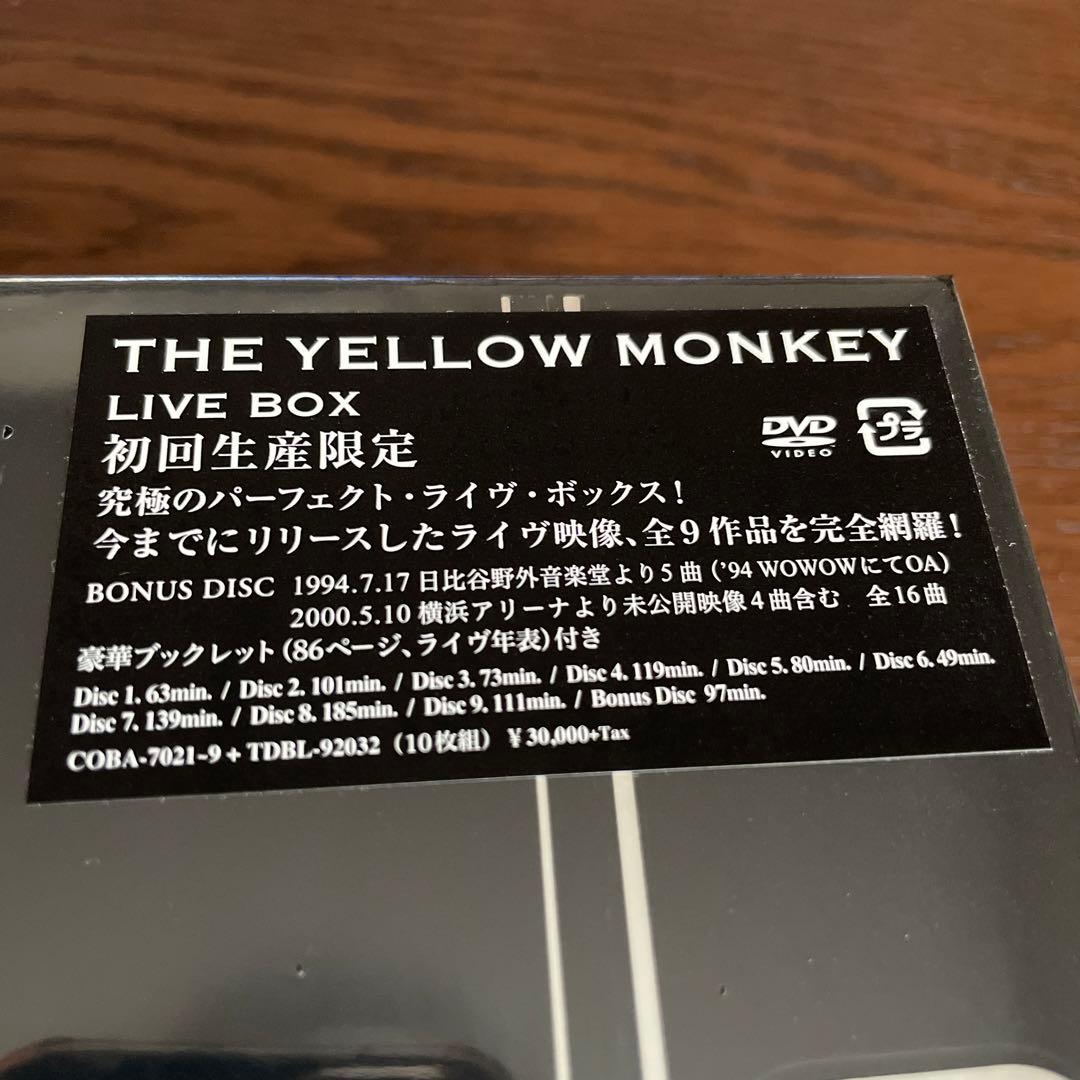 THE YELLOW MONKEY
LIVE BOX
初回生産限定
DVD
VIDEO
プラ
究極のパーフェクト・ライヴ・ボックス！
今までにリリースしたライヴ映像、全9作品を完全網羅！
BONUS DISC 1994.7.17 日比谷野外音楽堂より5曲（'94 WOWOWにてOA）
2000.5.10 横浜アリーナより未公開映像4曲含む 全16曲
豪華ブックレット（86ページ、ライヴ年表）付き
Disc 1. 63min. / Disc 2. 101min. / Disc 3. 73min. / Disc 4. 119min. / Disc 5. 80min. / Disc 6. 49min.
Disc 7. 139min. / Disc 8. 185min. / Disc 9. 111min. / Bonus Disc 97min.
COBA-7021~9 + TDBL-92032（10枚組）￥30,000+Tax